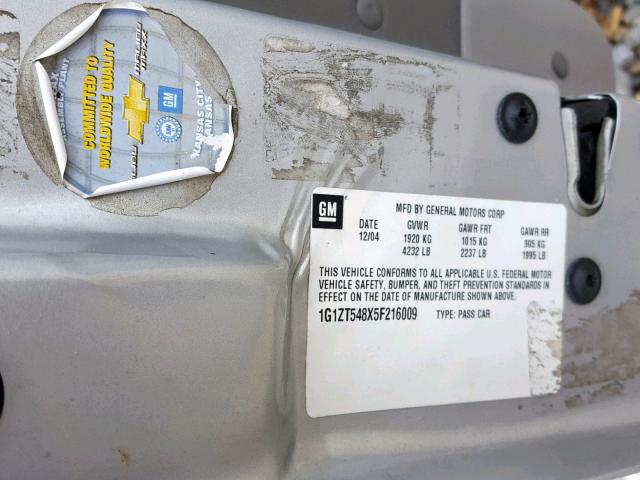 COMMITTED TO
WORLDWIDE QUALITY
MALIBU
MAXX
GM
KANSAS CITY
KANSAS
GM
MFD BY GENERAL MOTORS CORP
DATE GVWR GAWR FRT GAWR RR
12/04 1920 KG 1015 KG 905 KG
4232 LB 2237 LB 1995 LB
THIS VEHICLE CONFORMS TO ALL APPLICABLE U.S. FEDERAL MOTOR
VEHICLE SAFETY, BUMPER, AND THEFT PREVENTION STANDARDS IN
EFFECT ON THE DATE OF MANUFACTURE SHOWN ABOVE.
1G1ZT548X5F216009 TYPE: PASS CAR